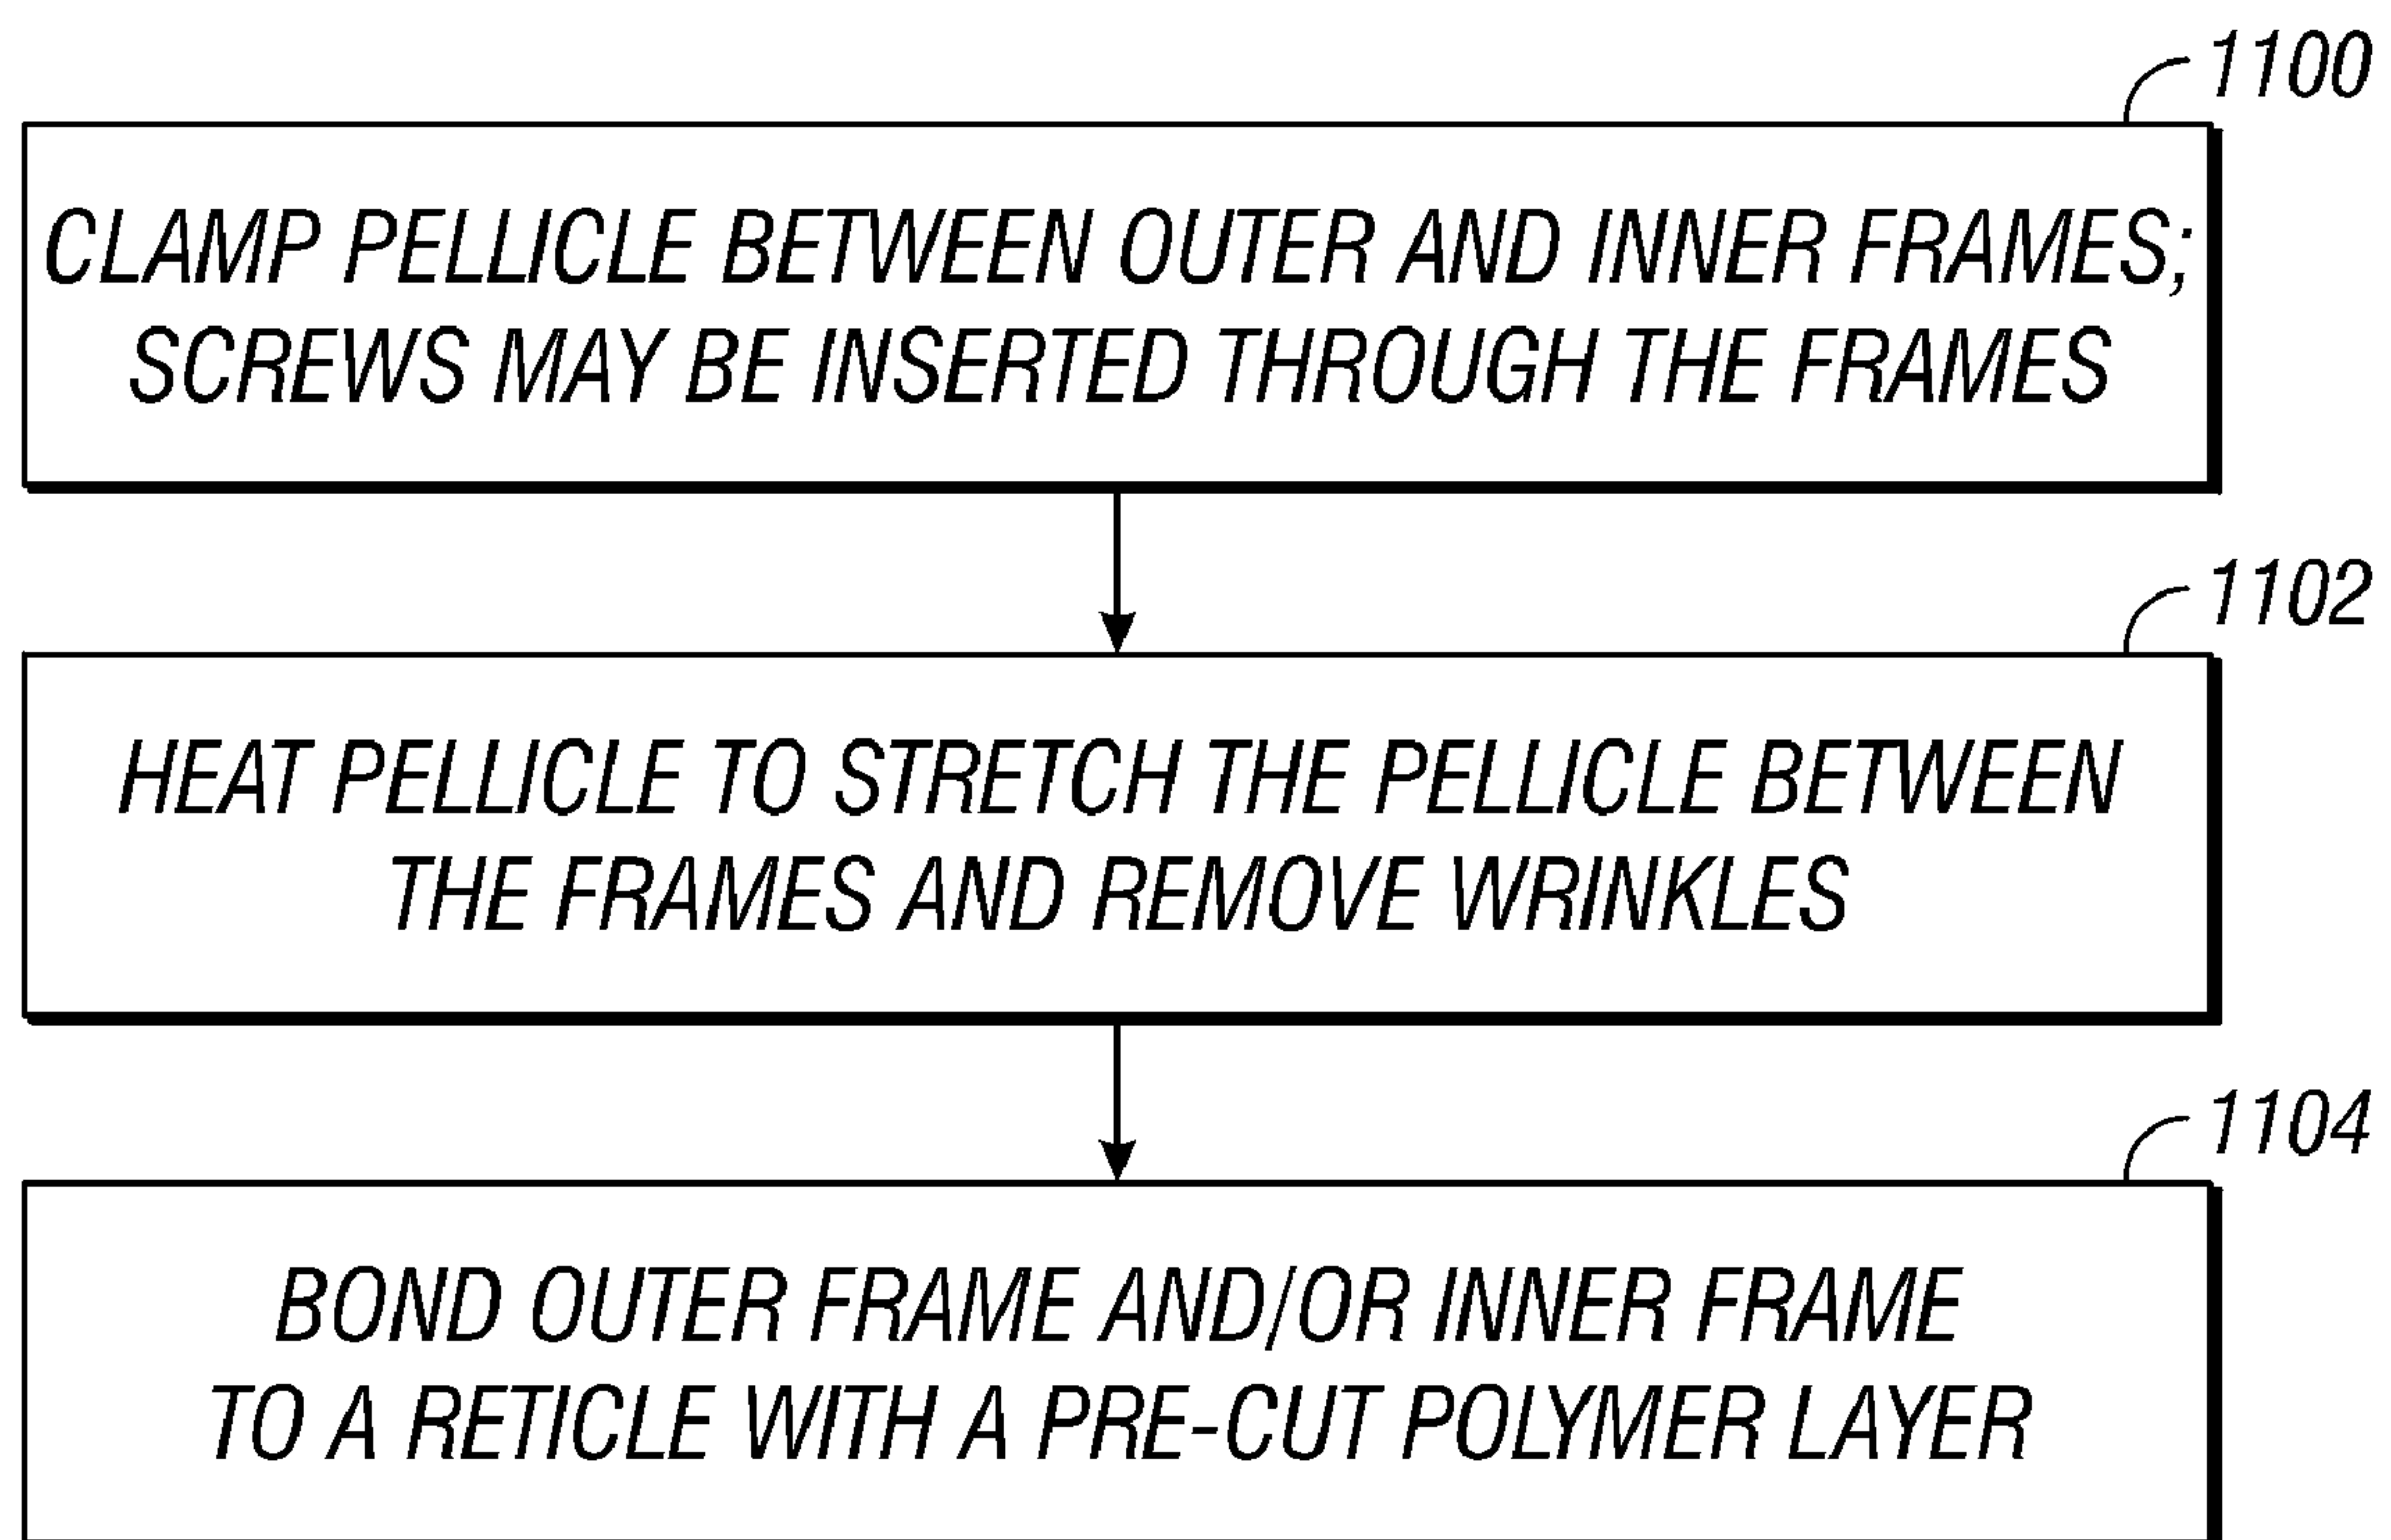 1100
CLAMP PELLICLE BETWEEN OUTER AND INNER FRAMES;
SCREWS MAY BE INSERTED THROUGH THE FRAMES
1102
HEAT PELLICLE TO STRETCH THE PELLICLE BETWEEN
THE FRAMES AND REMOVE WRINKLES
1104
BOND OUTER FRAME AND/OR INNER FRAME
TO A RETICLE WITH A PRE-CUT POLYMER LAYER